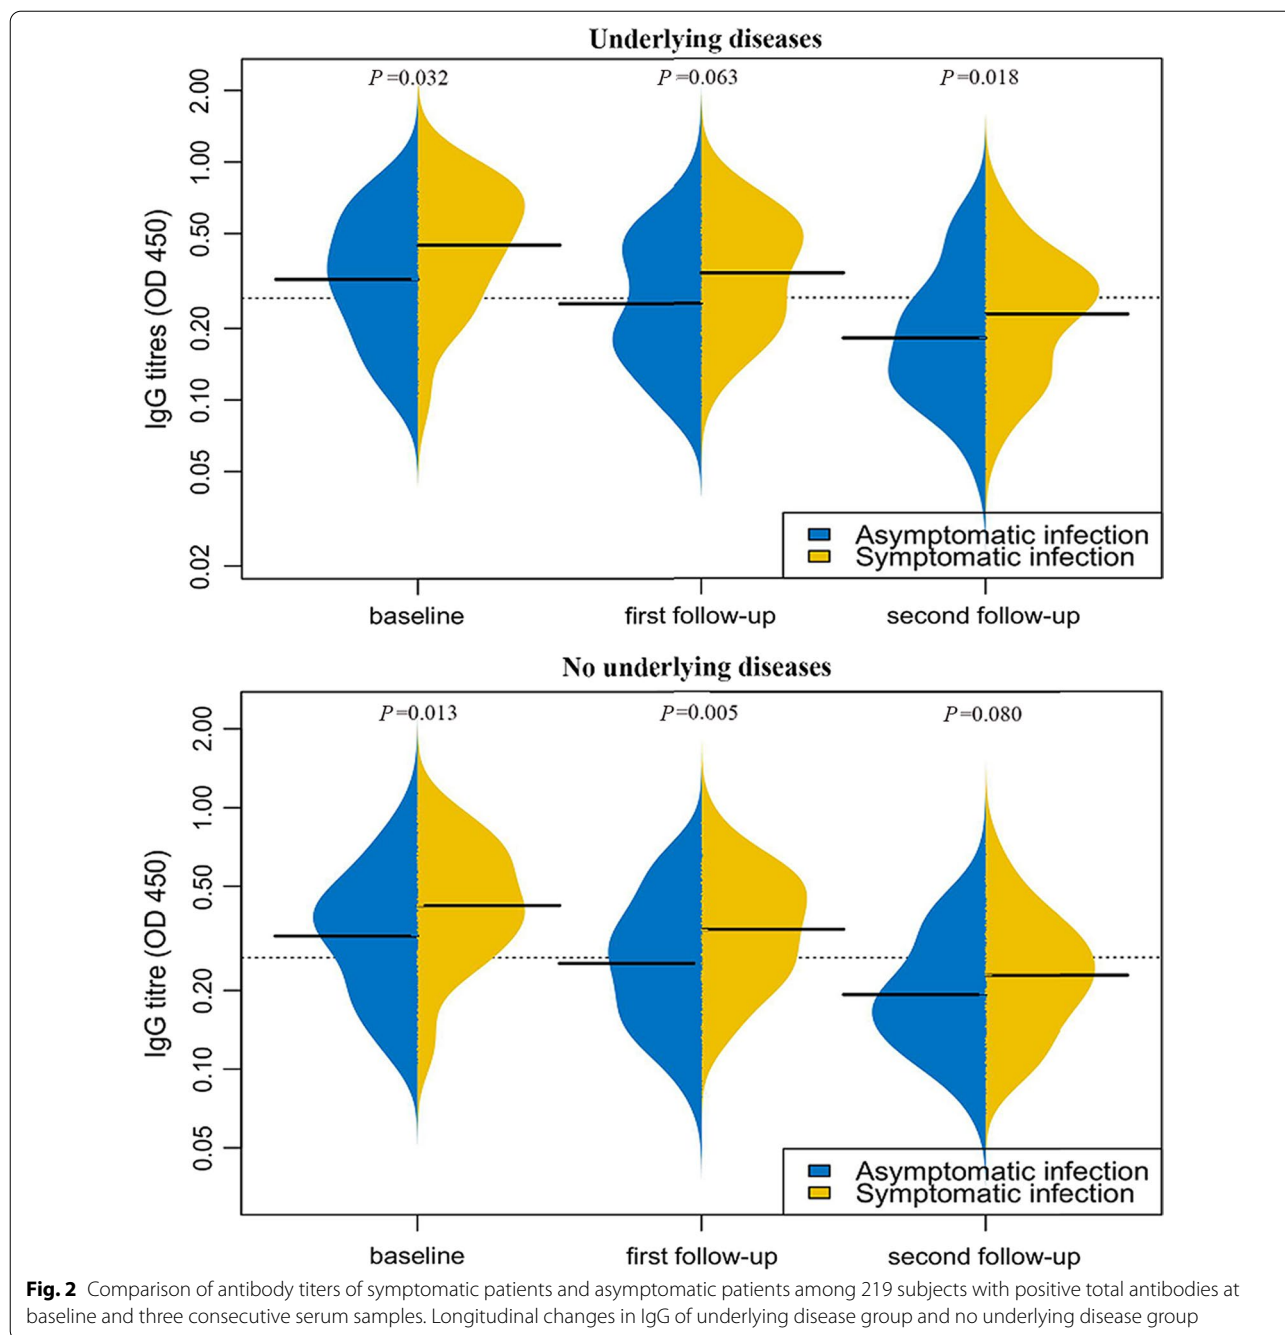 Underlying diseases
P=0.032 P=0.063 P=0.018
IgG titres (OD 450)
2.00
1.00
0.50
0.20
0.10
0.05
0.02
Asymptomatic infection
Symptomatic infection
baseline first follow-up second follow-up
No underlying diseases
P=0.013 P=0.005 P=0.080
IgG titre (OD 450)
2.00
1.00
0.50
0.20
0.10
0.05
Asymptomatic infection
Symptomatic infection
baseline first follow-up second follow-up
Fig. 2 Comparison of antibody titers of symptomatic patients and asymptomatic patients among 219 subjects with positive total antibodies at
baseline and three consecutive serum samples. Longitudinal changes in IgG of underlying disease group and no underlying disease group